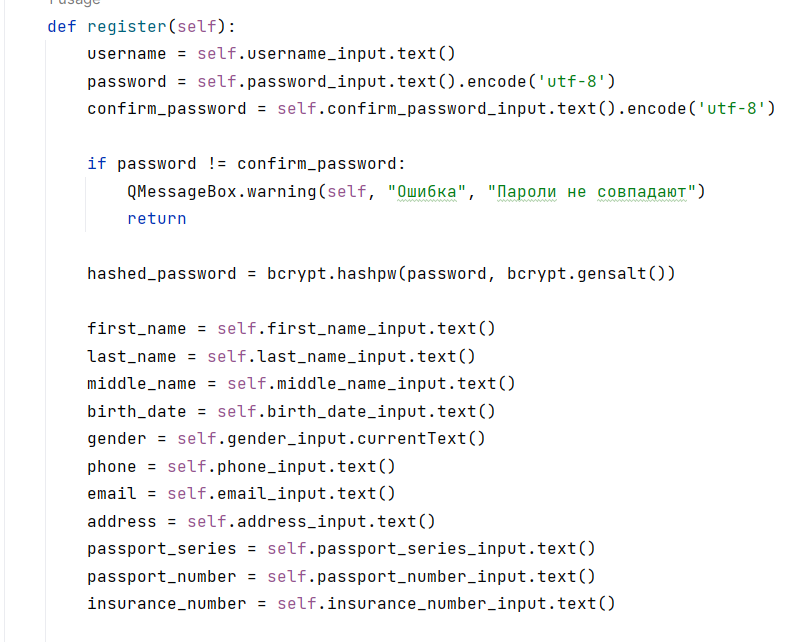 usage
def register(self):
username = self.username_input.text()
password = self.password_input.text().encode('utf-8')
confirm_password = self.confirm_password_input.text().encode('utf-8')
if password != confirm_password:
QMessageBox.warning(self, "Ошибка", "Пароли не совпадают")
return
hashed_password = bcrypt.hashpw(password, bcrypt.gensalt())
first_name = self.first_name_input.text()
last_name = self.last_name_input.text()
middle_name = self.middle_name_input.text()
birth_date = self.birth_date_input.text()
gender = self.gender_input.currentText()
phone = self.phone_input.text()
email = self.email_input.text()
address = self.address_input.text()
passport_series = self.passport_series_input.text()
passport_number = self.passport_number_input.text()
insurance_number = self.insurance_number_input.text()